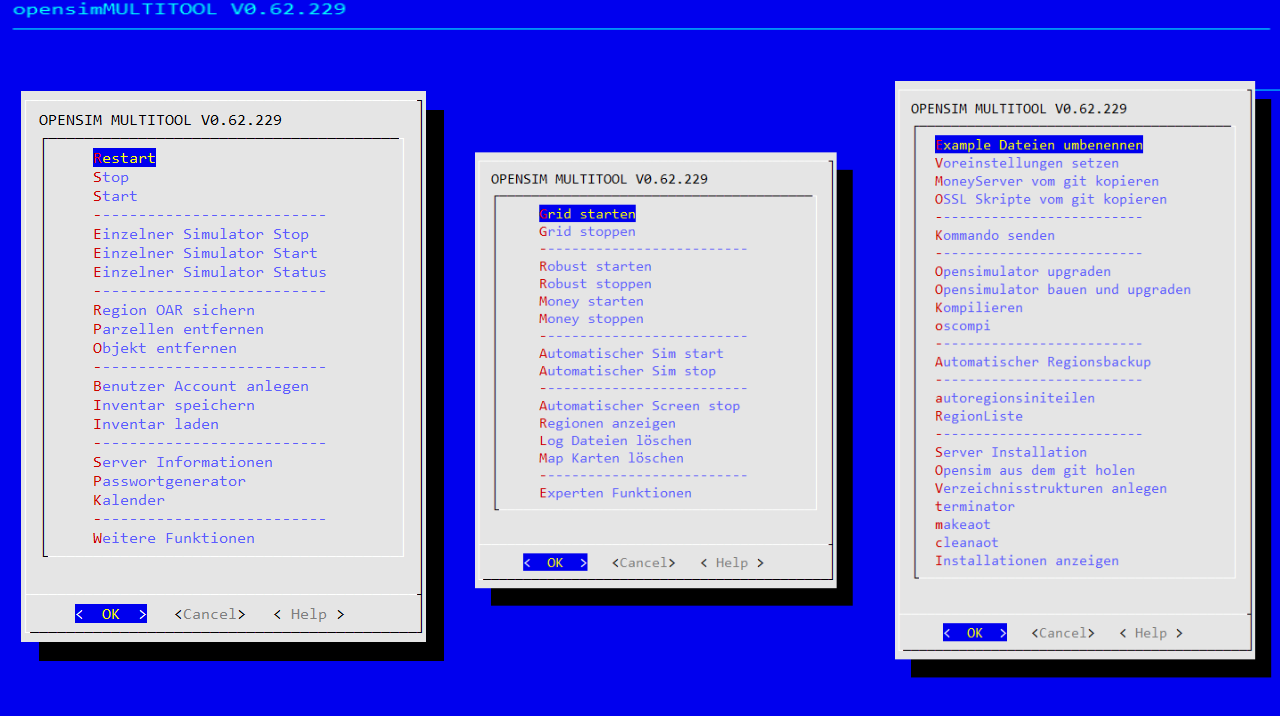 opensimMULTITOOL V0.62.229
OPENSIM MULTITOOL V0.62.229
Restart
Stop
Start
--------------------------
Einzelner Simulator Stop
Einzelner Simulator Start
Einzelner Simulator Status
--------------------------
Region OAR sichern
Parzellen entfernen
Objekt entfernen
--------------------------
Benutzer Account anlegen
Inventar speichern
Inventar laden
--------------------------
Server Informationen
Passwortgenerator
Kalender
--------------------------
Weitere Funktionen
< OK > <Cancel> < Help >
OPENSIM MULTITOOL V0.62.229
Grid starten
Grid stoppen
--------------------------
Robust starten
Robust stoppen
Money starten
Money stoppen
--------------------------
Automatischer Sim start
Automatischer Sim stop
--------------------------
Automatischer Screen stop
Regionen anzeigen
Log Dateien löschen
Map Karten löschen
--------------------------
Experten Funktionen
< OK > <Cancel> < Help >
OPENSIM MULTITOOL V0.62.229
Example Dateien umbenennen
Voreinstellungen setzen
MoneyServer vom git kopieren
OSSL Skripte vom git kopieren
--------------------------
Kommando senden
--------------------------
Opensimulator upgraden
Opensimulator bauen und upgraden
Kompilieren
oscompi
--------------------------
Automatischer Regionsbackup
--------------------------
autoregionsiniteilen
RegionListe
--------------------------
Server Installation
Opensim aus dem git holen
Verzeichnisstrukturen anlegen
terminator
makeaot
cleanaot
Installationen anzeigen
< OK > <Cancel> < Help >